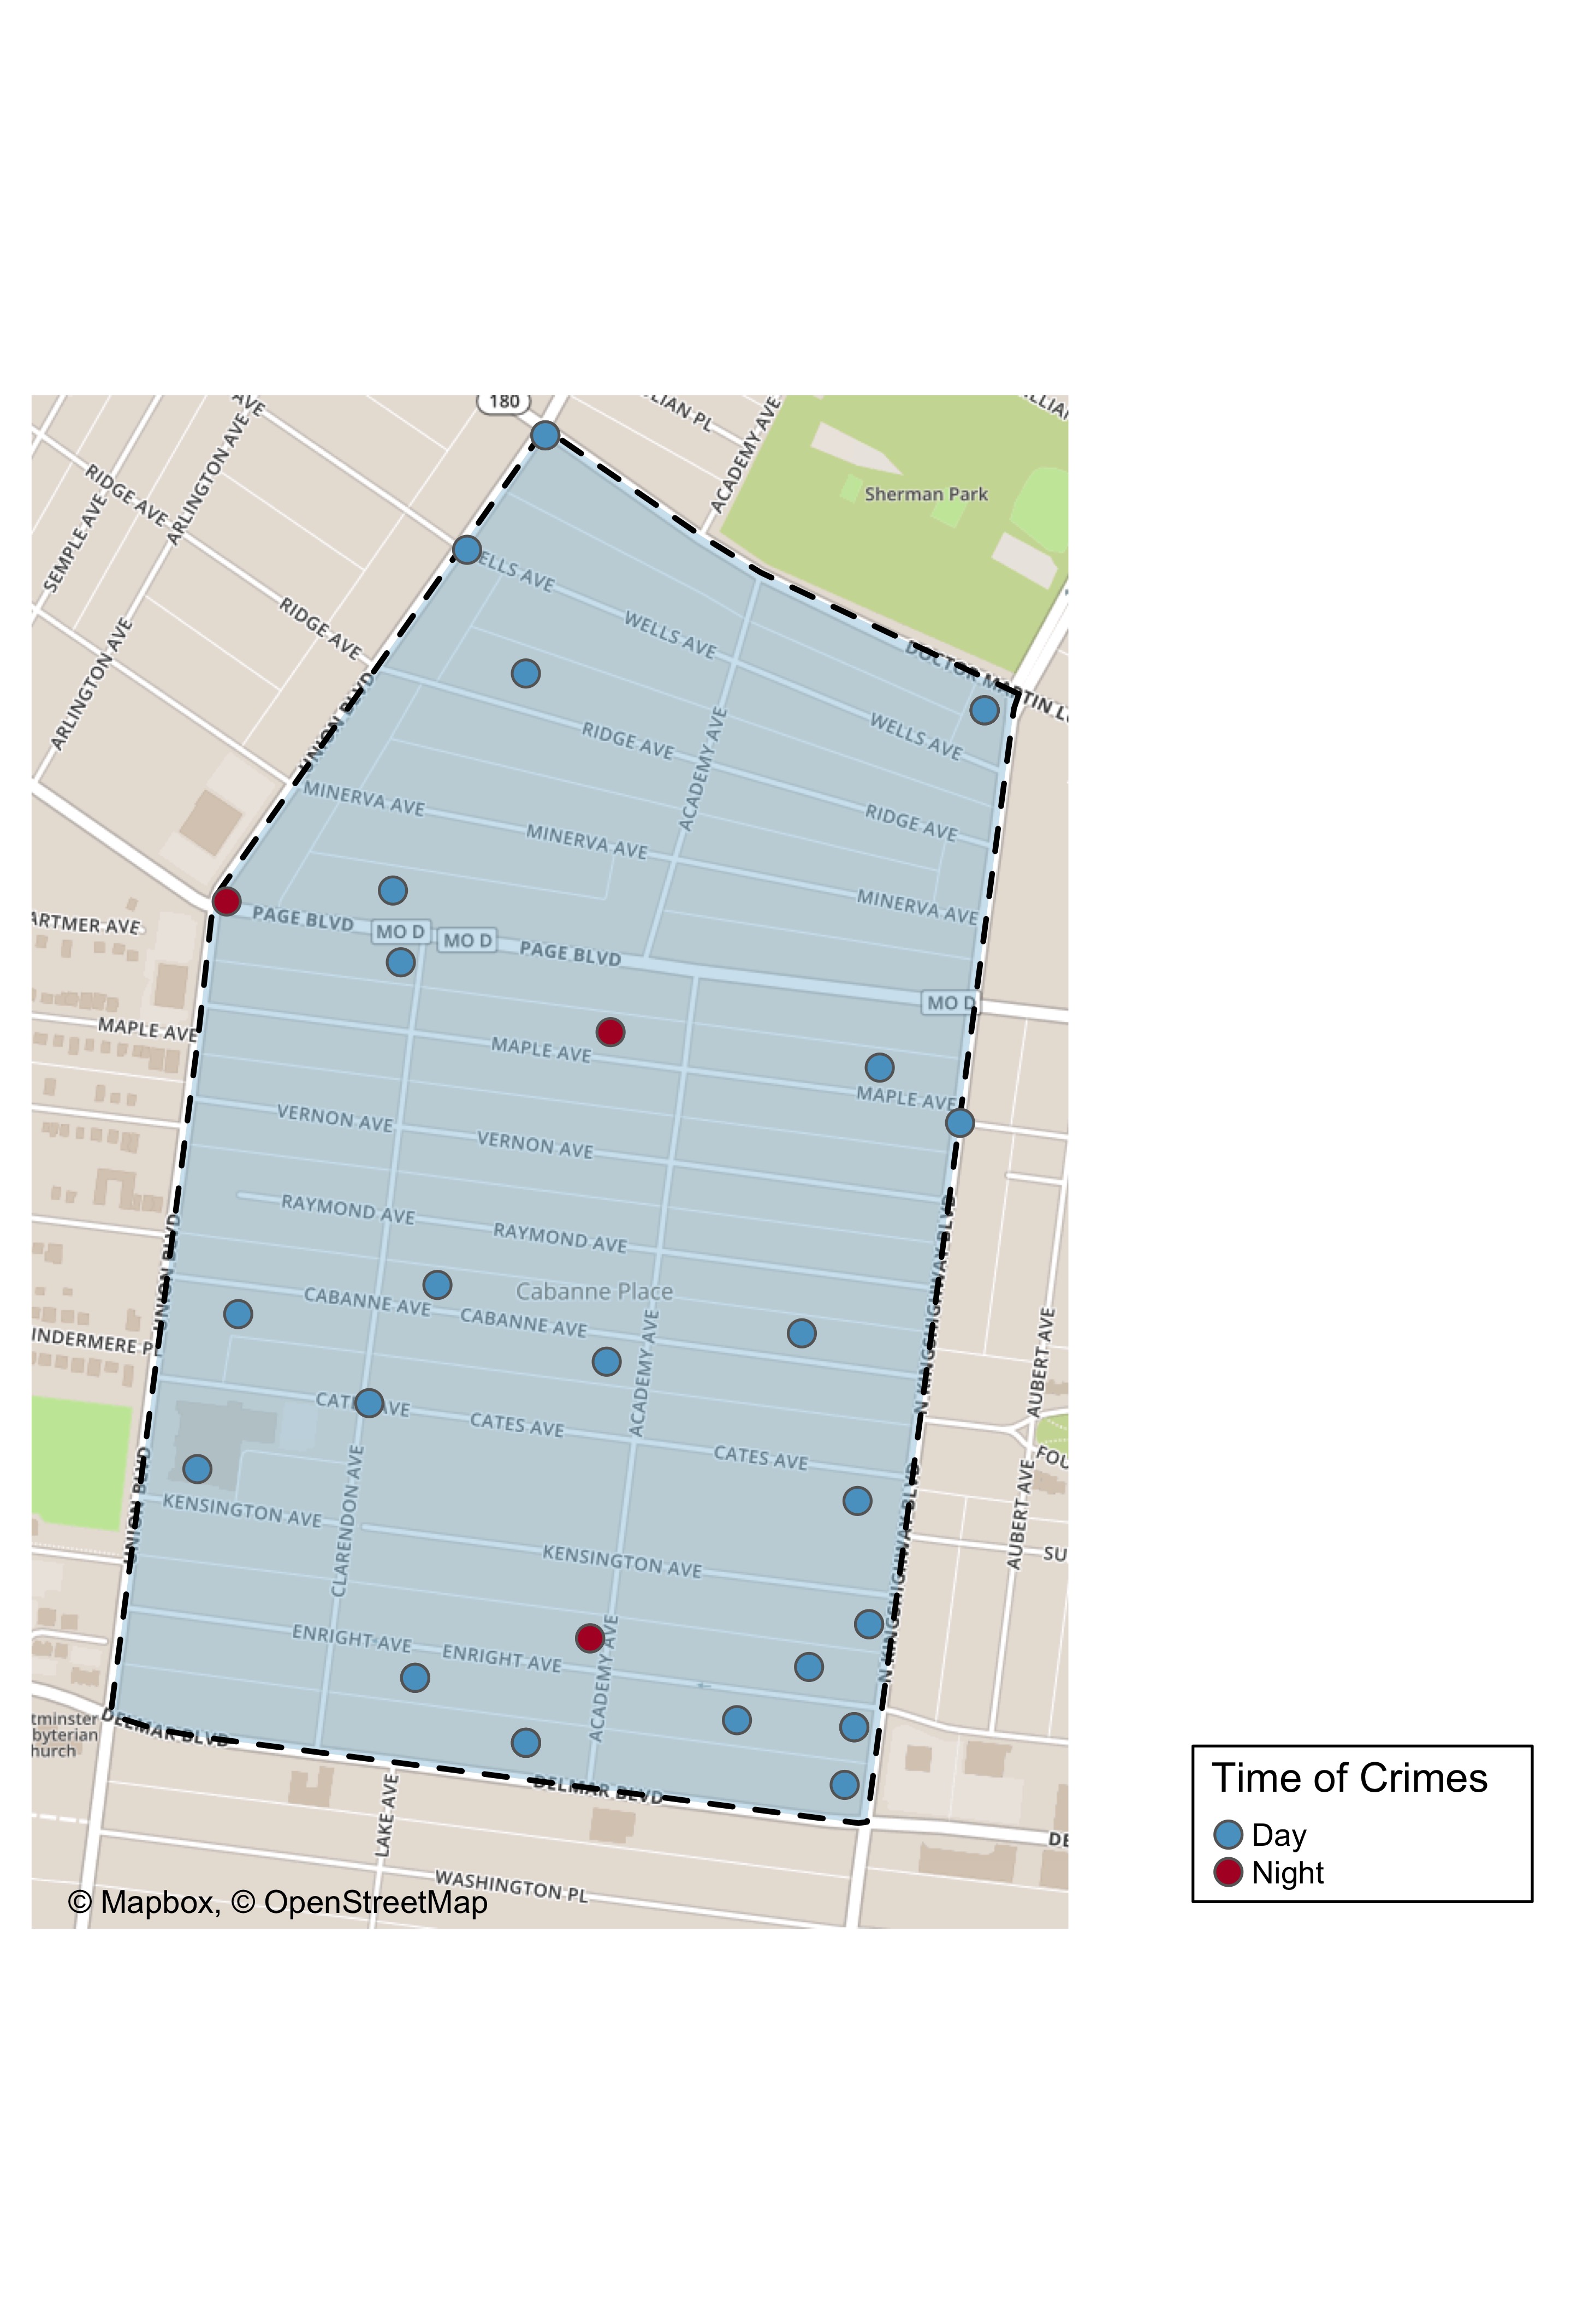 180
LIAN PL
ACADEMY AVE
AVE
RIDGE AVE
ARLINGTON AVE
SEMPLE AVE
Sherman Park
ELLS AVE
WELLS AVE
RIDGE AVE
ARLINGTON AVE
DOCTOR MARTIN L
UNION BLVD
RIDGE AVE
ACADEMY AVE
WELLS AVE
MINERVA AVE
MINERVA AVE
RIDGE AVE
MINERVA AVE
ARTMER AVE
PAGE BLVD
MO D
MO D
PAGE BLVD
MO D
MAPLE AVE
MAPLE AVE
MAPLE AVE
VERNON AVE
VERNON AVE
RAYMOND AVE
RAYMOND AVE
UNION BLVD
N KINGSHIGHWAY BLVD
Cabanne Place
CABANNE AVE
CABANNE AVE
INDERMERE P
ACADEMY AVE
AUBERT AVE
CATES AVE
CATES AVE
CATES AVE
FOU
UNION BLVD
KENSINGTON AVE
CLARENDON AVE
KENSINGTON AVE
N KINGSHIGHWAY BLVD
AUBERT AVE
SU
ENRIGHT AVE
ENRIGHT AVE
ACADEMY AVE
tminster
byterian
hurch
DELMAR BLVD
DELMAR BLVD
LAKE AVE
DE
WASHINGTON PL
© Mapbox, © OpenStreetMap
Time of Crimes
Day
Night